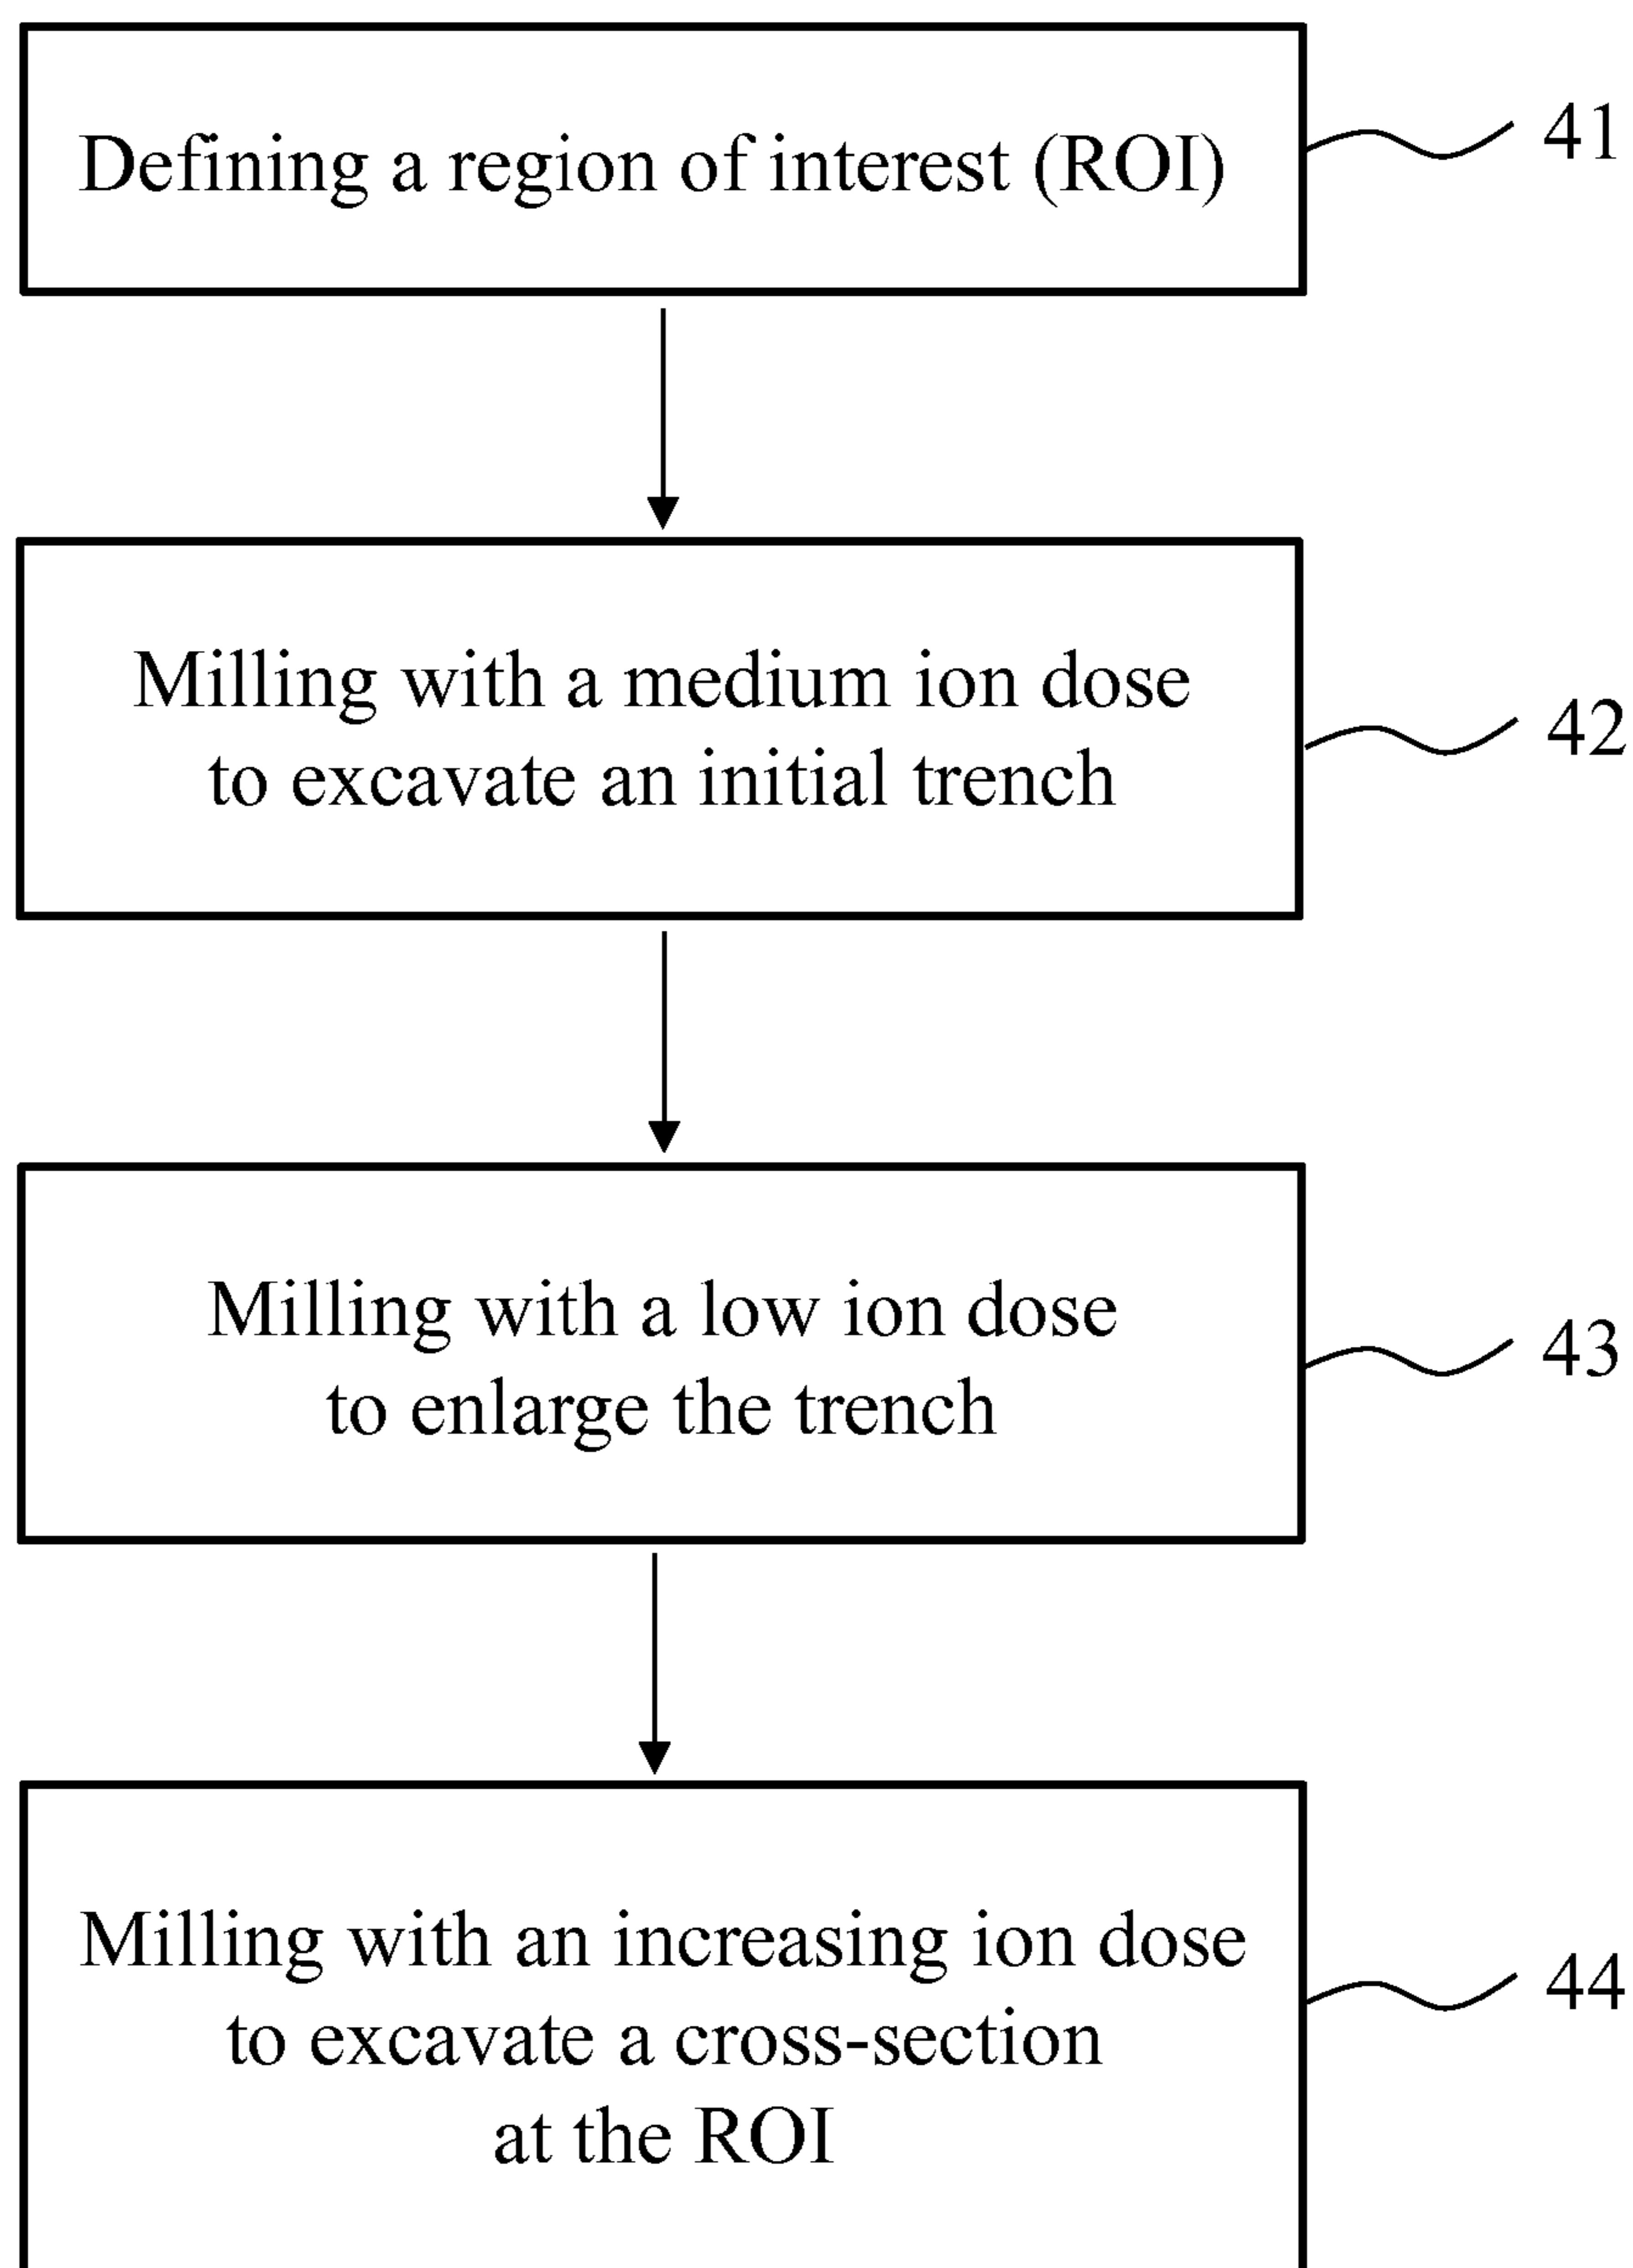 Defining a region of interest (ROI)
41
Milling with a medium ion dose
to excavate an initial trench
42
Milling with a low ion dose
to enlarge the trench
43
Milling with an increasing ion dose
to excavate a cross-section
at the ROI
44